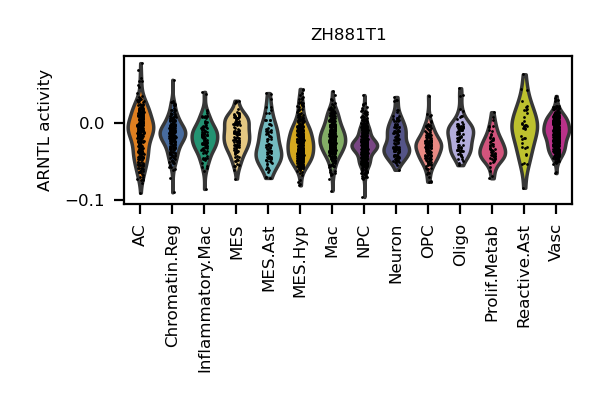 ZH881T1
ARNTL activity
0.0
−0.1
AC
Chromatin.Reg
Inflammatory.Mac
MES
MES.Ast
MES.Hyp
Mac
NPC
Neuron
OPC
Oligo
Prolif.Metab
Reactive.Ast
Vasc